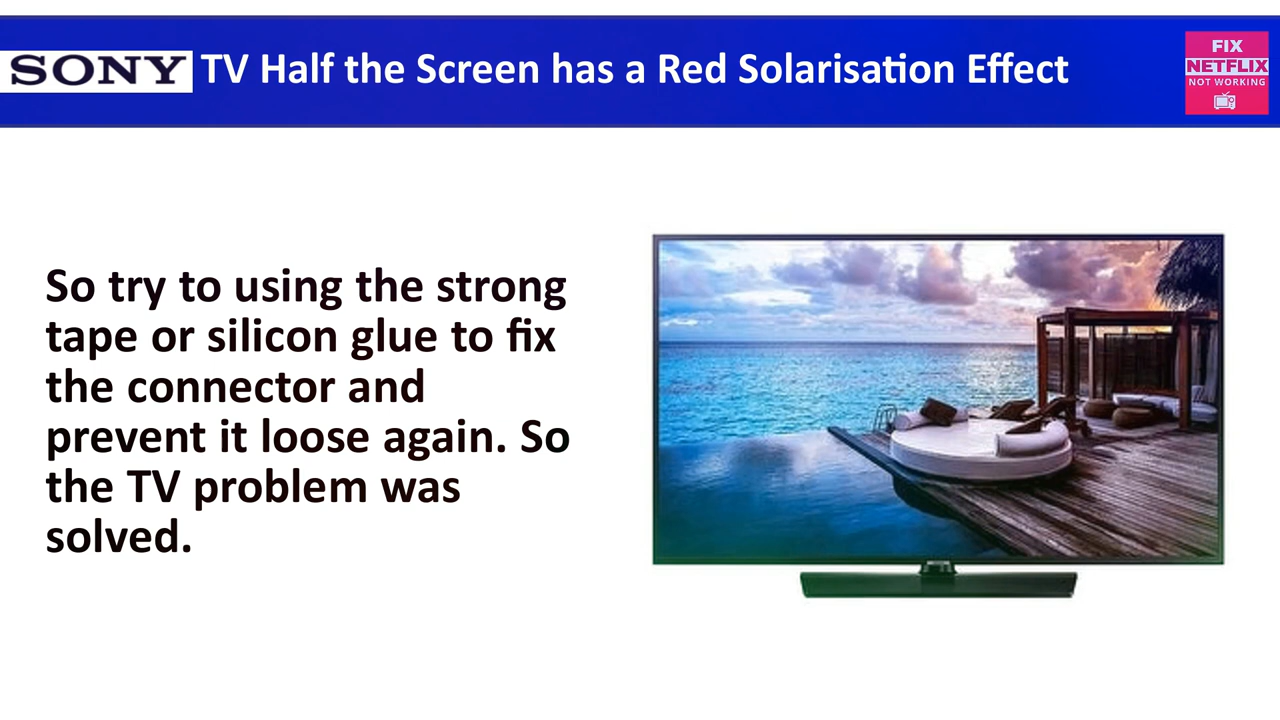 SONY TV Half the Screen has a Red Solarisation Effect
FIX
NETFLIX
NOT WORKING
So try to using the strong
tape or silicon glue to fix
the connector and
prevent it loose again. So
the TV problem was
solved.